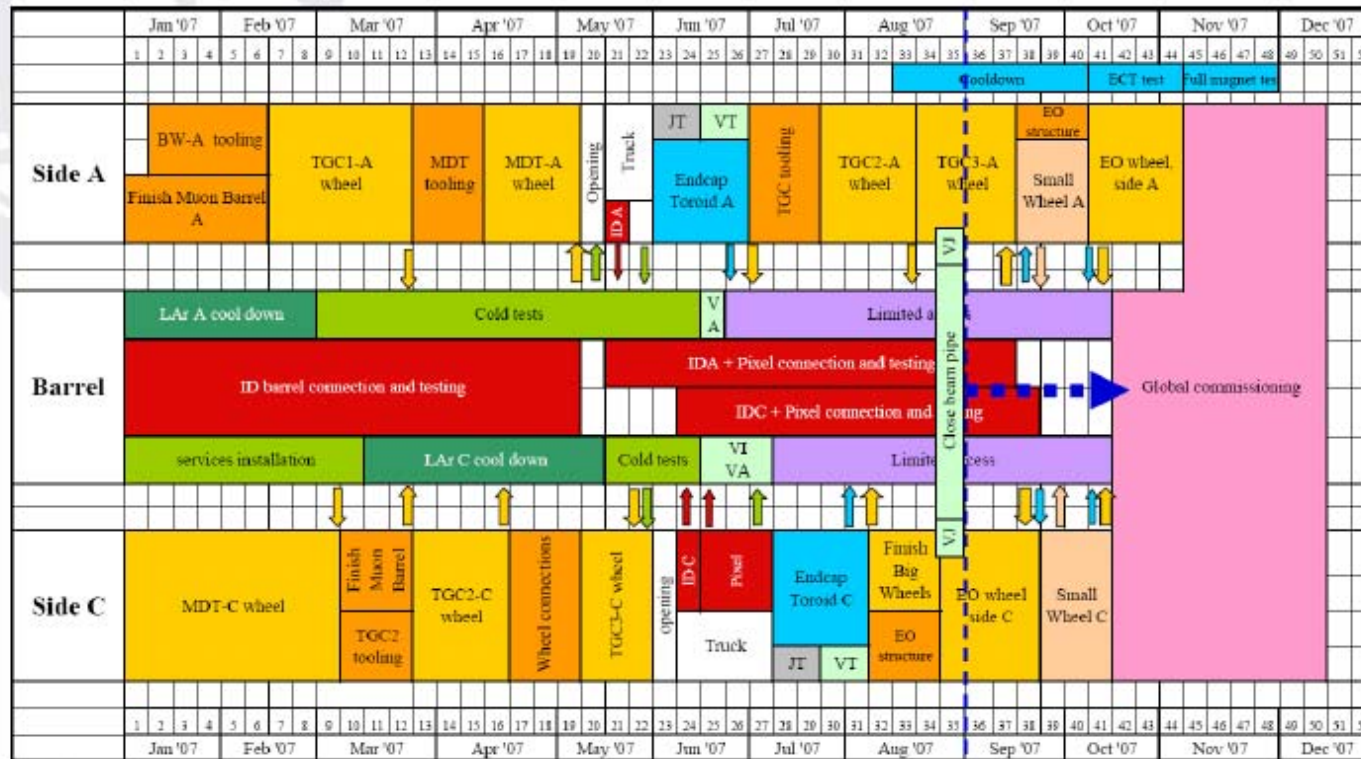 Jan '07 Feb '07 Mar '07 Apr '07 May '07 Jun '07 Jul '07 Aug '07 Sep '07 Oct '07 Nov '07 Dec '07
1 2 3 4 5 6 7 8 9 10 11 12 13 14 15 16 17 18 19 20 21 22 23 24 25 26 27 28 29 30 31 32 33 34 35 36 37 38 39 40 41 42 43 44 45 46 47 48 49 50 51
Cooldown ECT test Full magnet tes
Side A
BW-A tooling
Finish Muon Barrel
A
TGC1-A
wheel
MDT
tooling
MDT-A
wheel
Opening
Truck
ID A
JT
VT
Endcap
Toroid A
TGC tooling
TGC2-A
wheel
TGC3-A
wheel
EO
structure
Small
Wheel A
EO wheel,
side A
VJ
Barrel
LAr A cool down
Cold tests
V
A
Limited
ID barrel connection and testing
IDA + Pixel connection and testing
IDC + Pixel connection and
Close beam pipe
Global commissioning
services installation
LAr C cool down
Cold tests
VI
VA
Limited access
VJ
Side C
MDT-C wheel
Finish
Muon
Barrel
TGC2
tooling
TGC2-C
wheel
Wheel connections
TGC3-C wheel
opening
ID C
Pixel
Truck
Endcap
Toroid C
JT
VT
Finish
Big
Wheels
EO
structure
EO wheel
side C
Small
Wheel C
1 2 3 4 5 6 7 8 9 10 11 12 13 14 15 16 17 18 19 20 21 22 23 24 25 26 27 28 29 30 31 32 33 34 35 36 37 38 39 40 41 42 43 44 45 46 47 48 49 50 51
Jan '07 Feb '07 Mar '07 Apr '07 May '07 Jun '07 Jul '07 Aug '07 Sep '07 Oct '07 Nov '07 Dec '07